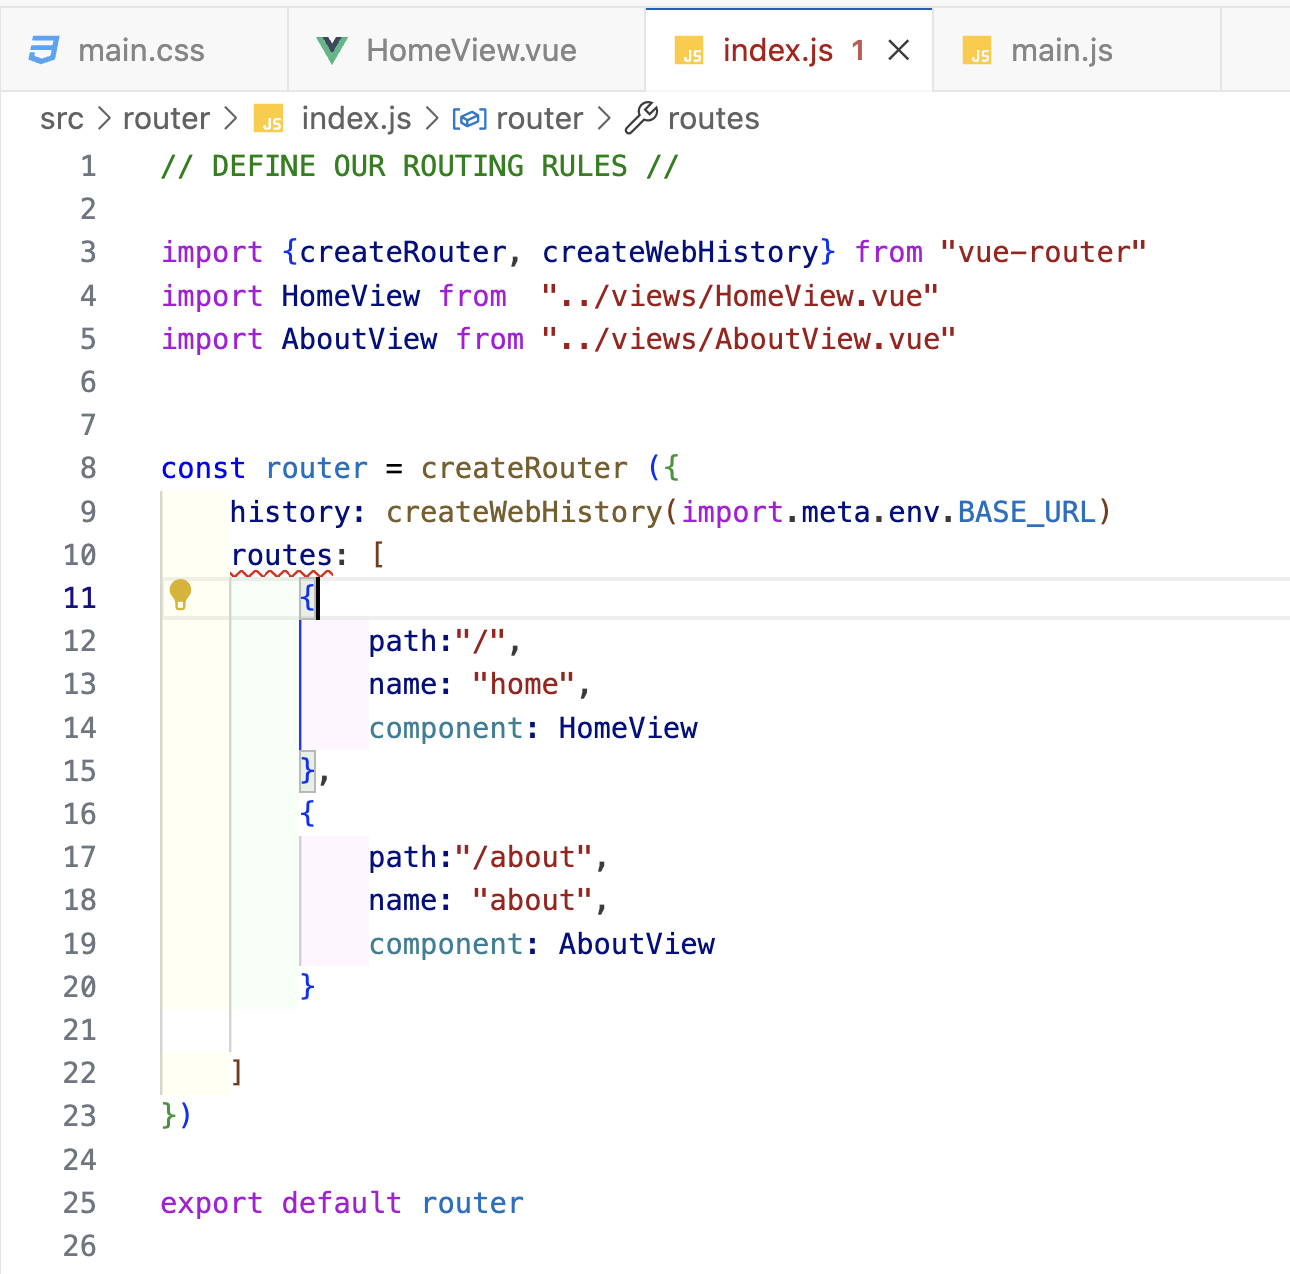 main.css HomeView.vue index.js 1 main.js
src > router > JS index.js > router > routes
1 // DEFINE OUR ROUTING RULES //
2
3 import {createRouter, createWebHistory} from "vue-router"
4 import HomeView from  "../views/HomeView.vue"
5 import AboutView from "../views/AboutView.vue"
6
7
8 const router = createRouter ({
9     history: createWebHistory(import.meta.env.BASE_URL)
10     routes: [
11         {
12             path:"/",
13             name: "home",
14             component: HomeView
15         },
16         {
17             path:"/about",
18             name: "about",
19             component: AboutView
20         }
21
22     ]
23 })
24
25 export default router
26